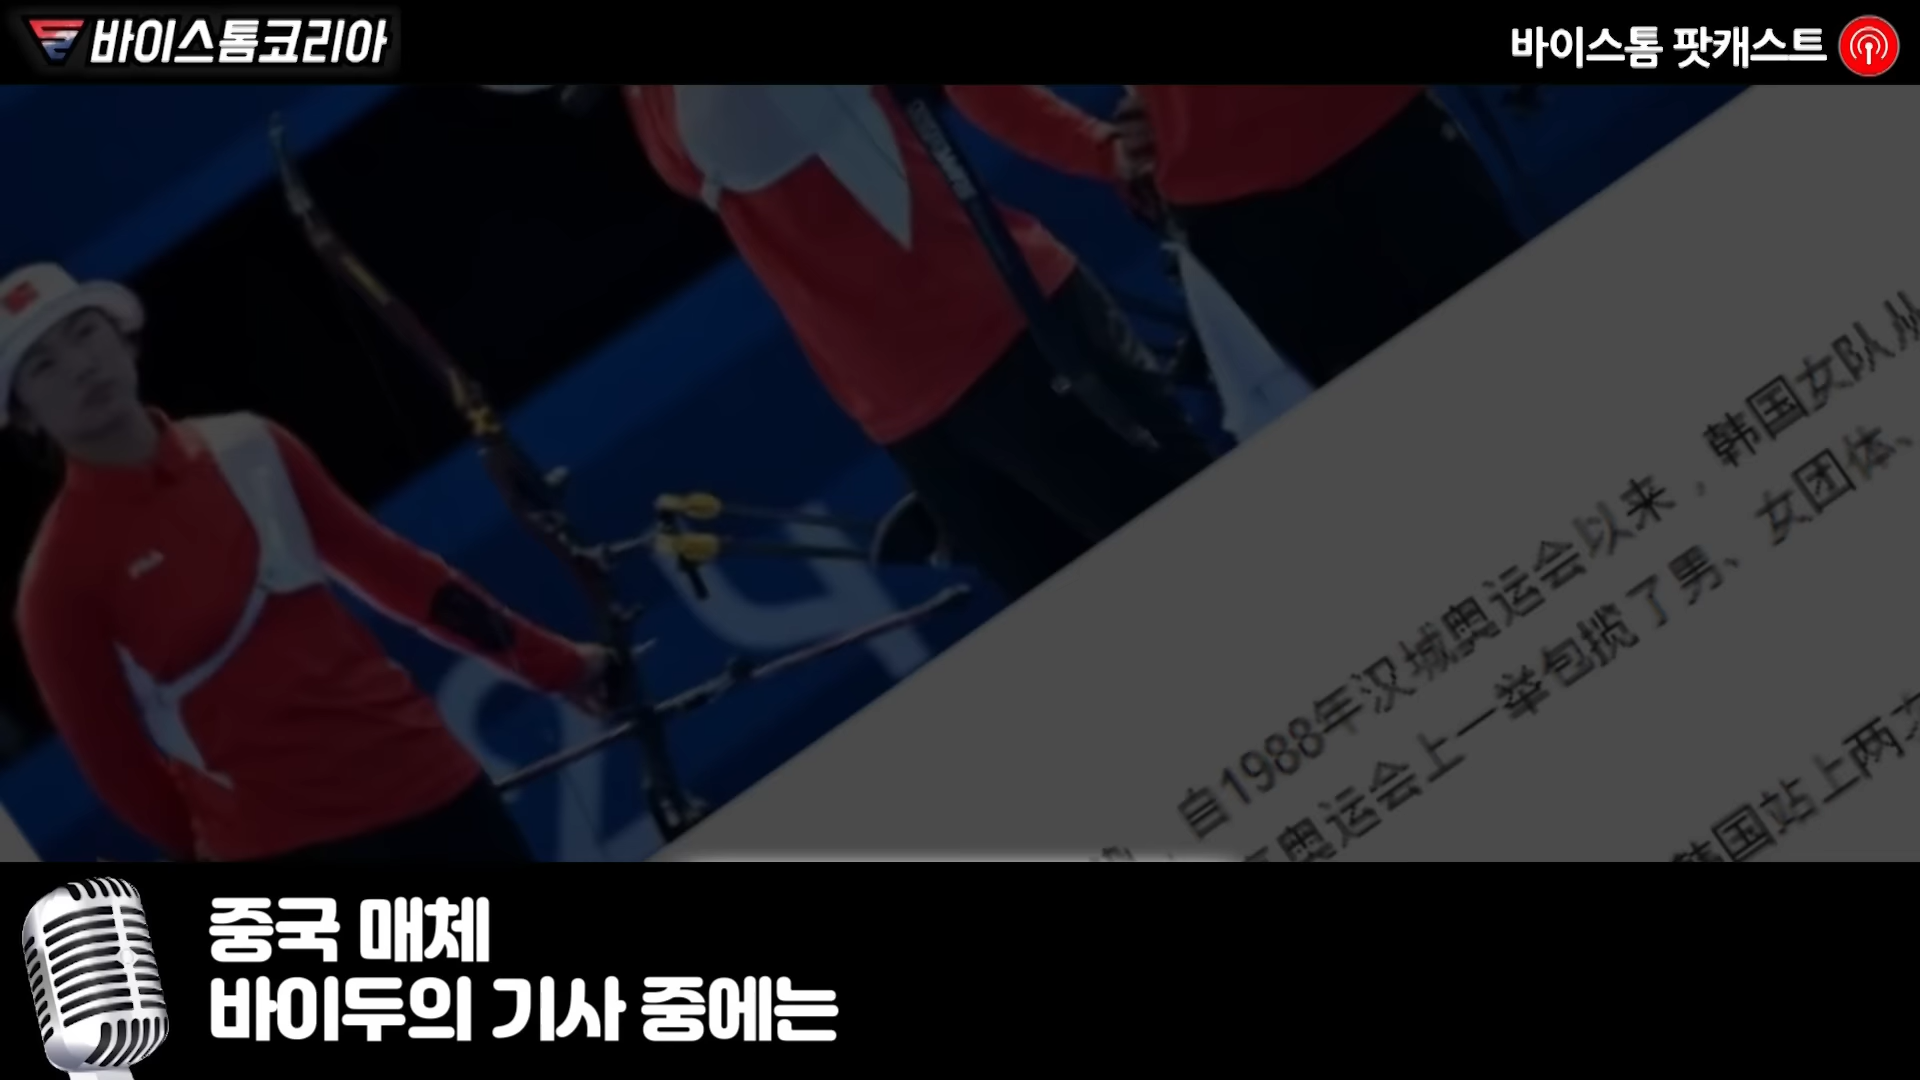 바이스톰코리아
바이스톰 팟캐스트
自1988年汉城奥运会以来，韩国女队从
奥运会上一举包揽了男、女团体、
韩国站上两次
중국 매체
바이두의 기사 중에는